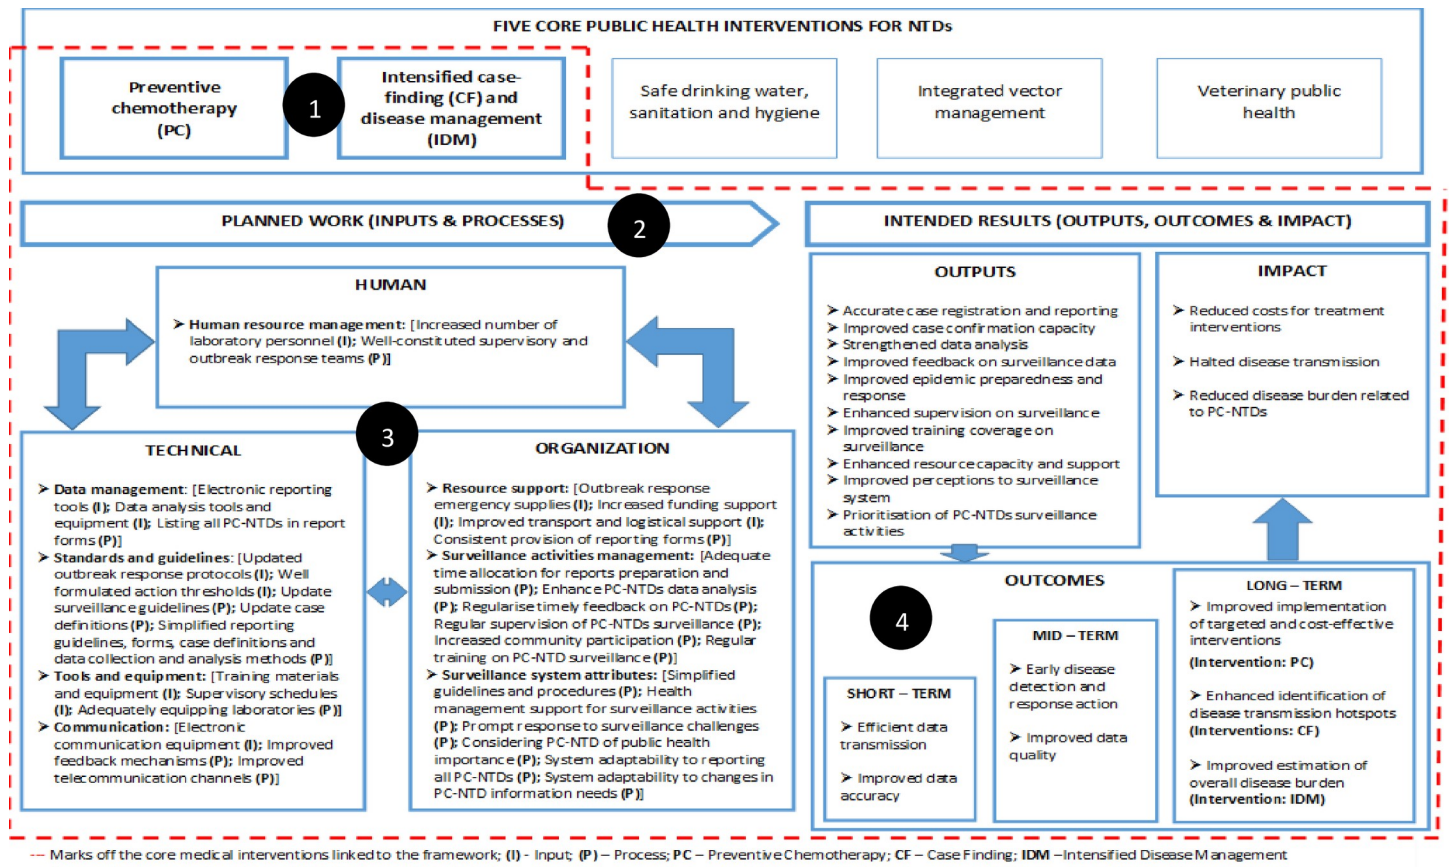 FIVE CORE PUBLIC HEALTH INTERVENTIONS FOR NTDs
Preventive
chemotherapy
(PC)
1
Intensified case-
finding (CF) and
disease management
(IDM)
Safe drinking water,
sanitation and hygiene
Integrated vector
management
Veterinary public
health
PLANNED WORK (INPUTS & PROCESSES)
2
INTENDED RESULTS (OUTPUTS, OUTCOMES & IMPACT)
HUMAN
➤ Human resource management: [Increased number of
laboratory personnel (I); Well-constituted supervisory and
outbreak response teams (P)]
3
TECHNICAL
➤ Data management: [Electronic reporting
tools (I); Data analysis tools and
equipment (I); Listing all PC-NTDs in report
forms (P)]
➤ Standards and guidelines: [Updated
outbreak response protocols (I); Well
formulated action thresholds (I); Update
surveillance guidelines (P); Update case
definitions (P); Simplified reporting
guidelines, forms, case definitions and
data collection and analysis methods (P)]
➤ Tools and equipment: [Training materials
and equipment (I); Supervisory schedules
(I); Adequately equipping laboratories (P)]
➤ Communication: [Electronic
communication equipment (I); Improved
feedback mechanisms (P); Improved
telecommunication channels (P)]
ORGANIZATION
➤ Resource support: [Outbreak response
emergency supplies (I); Increased funding support
(I); Improved transport and logistical support (I);
Consistent provision of reporting forms (P)]
➤ Surveillance activities management: [Adequate
time allocation for reports preparation and
submission (P); Enhance PC-NTDs data analysis
(P); Regularise timely feedback on PC-NTDs (P);
Regular supervision of PC-NTDs surveillance (P);
Increased community participation (P); Regular
training on PC-NTD surveillance (P)]
➤ Surveillance system attributes: [Simplified
guidelines and procedures (P); Health
management support for surveillance activities
(P); Prompt response to surveillance challenges
(P); Considering PC-NTD of public health
importance (P); System adaptability to reporting
all PC-NTDs (P); System adaptability to changes in
PC-NTD information needs (P)]
OUTPUTS
➤ Accurate case registration and reporting
➤ Improved case confirmation capacity
➤ Strengthened data analysis
➤ Improved feedback on surveillance data
➤ Improved epidemic preparedness and
response
➤ Enhanced supervision on surveillance
➤ Improved training coverage on
surveillance
➤ Enhanced resource capacity and support
➤ Improved perceptions to surveillance
system
➤ Prioritisation of PC-NTDs surveillance
activities
IMPACT
➤ Reduced costs for treatment
interventions
➤ Halted disease transmission
➤ Reduced disease burden related
to PC-NTDs
OUTCOMES
4
SHORT – TERM
➤ Efficient data
transmission
➤ Improved data
accuracy
MID – TERM
➤ Early disease
detection and
response action
➤ Improved data
quality
LONG – TERM
➤ Improved implementation
of targeted and cost-effective
interventions
(Intervention: PC)
➤ Enhanced identification of
disease transmission hotspots
(Interventions: CF)
➤ Improved estimation of
overall disease burden
(Intervention: IDM)
--- Marks off the core medical interventions linked to the framework; (I) - Input; (P) – Process; PC – Preventive Chemotherapy; CF – Case Finding; IDM –Intensified Disease Management